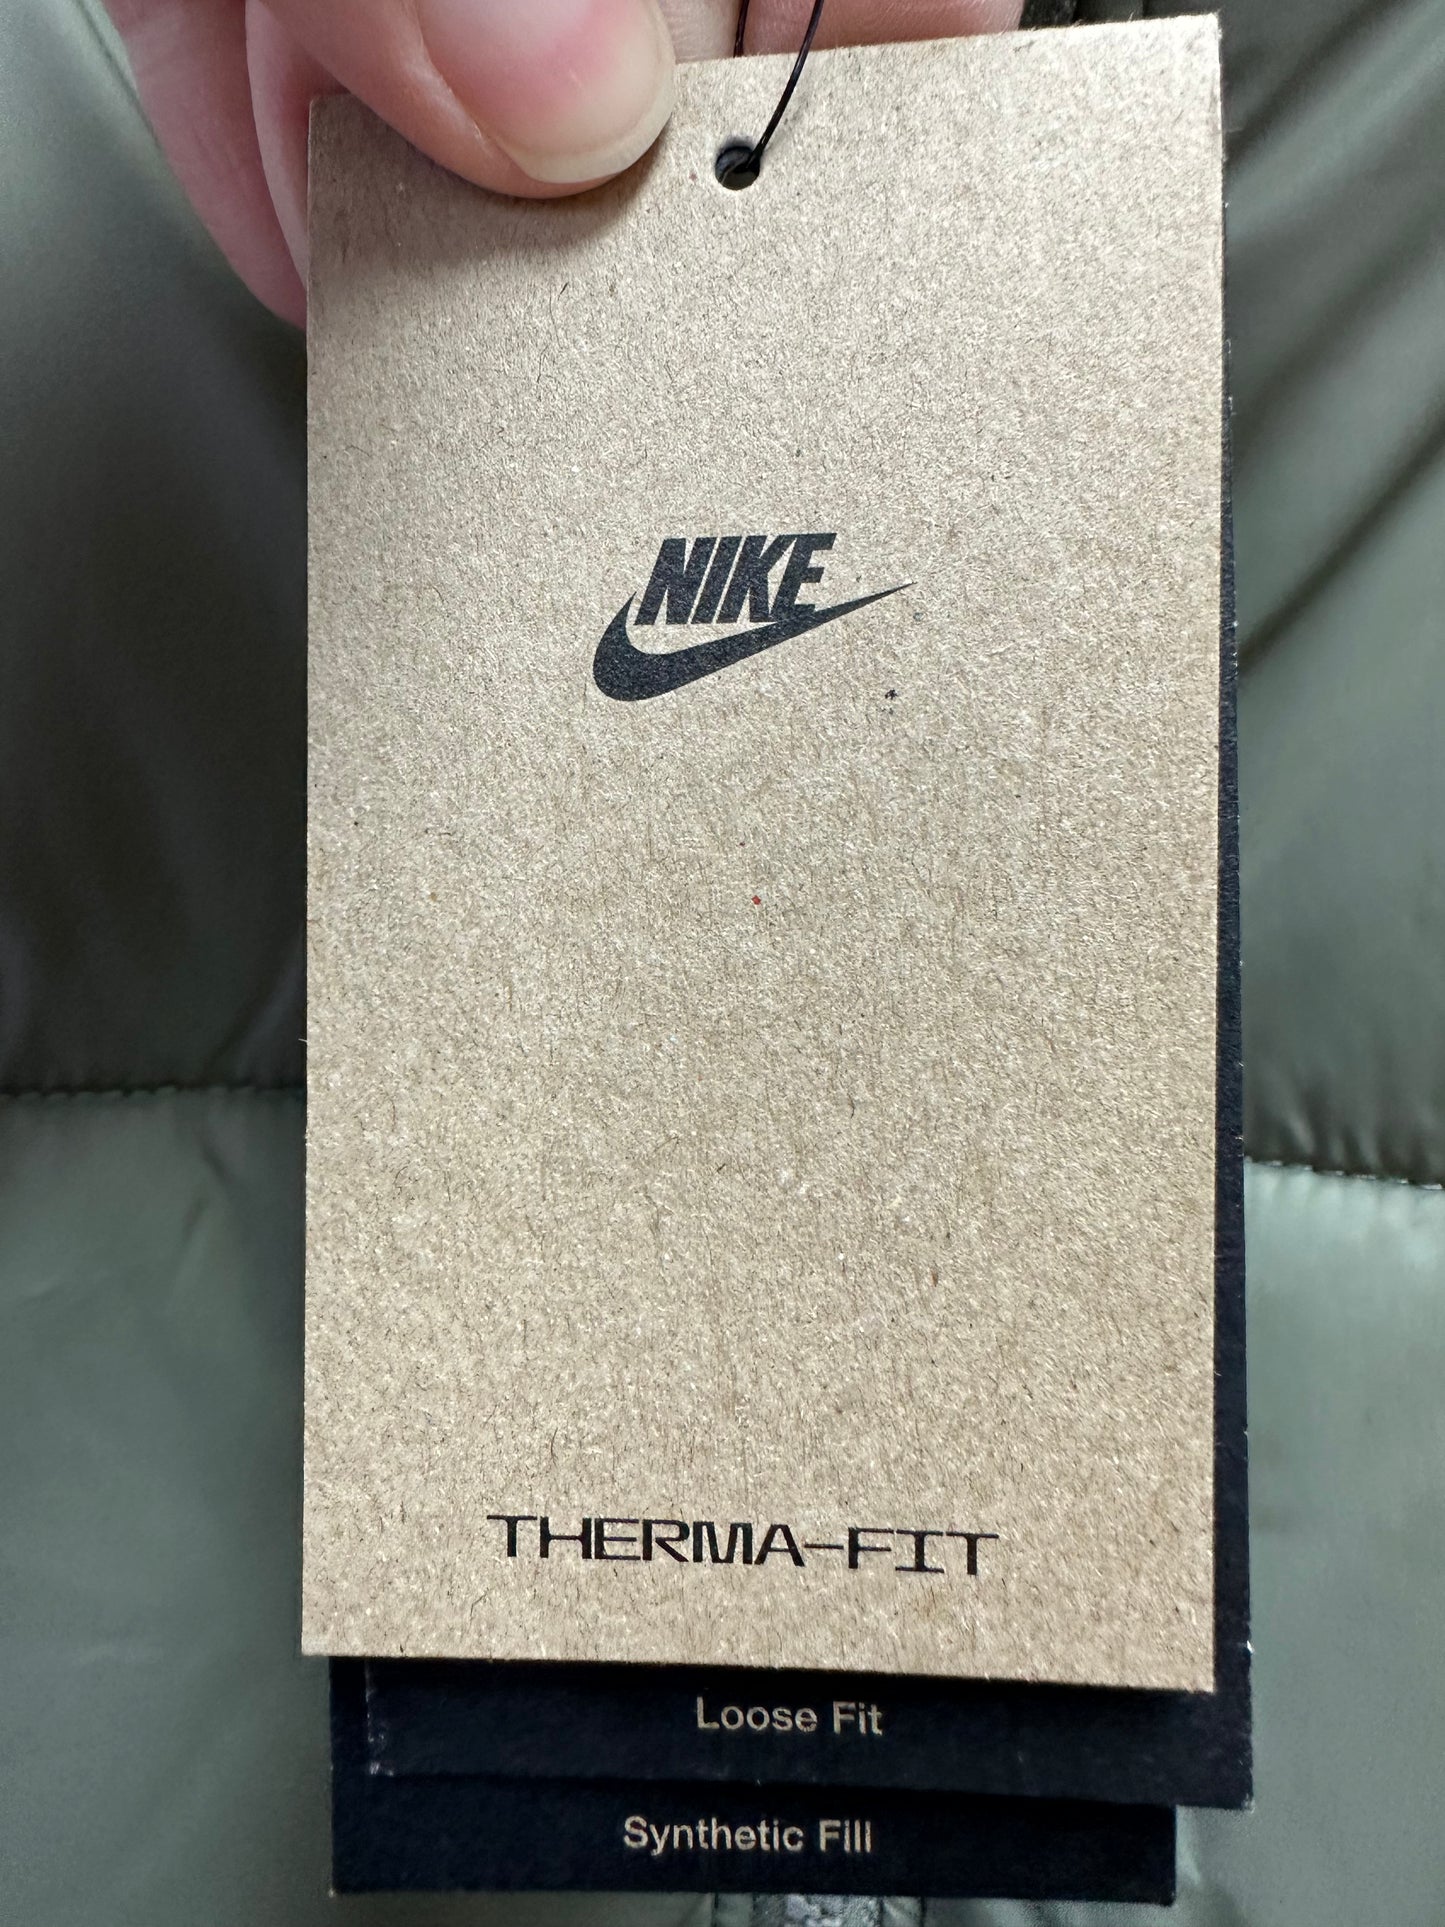 NIKE
THERMA-FIT
Loose Fit
Synthetic Fill